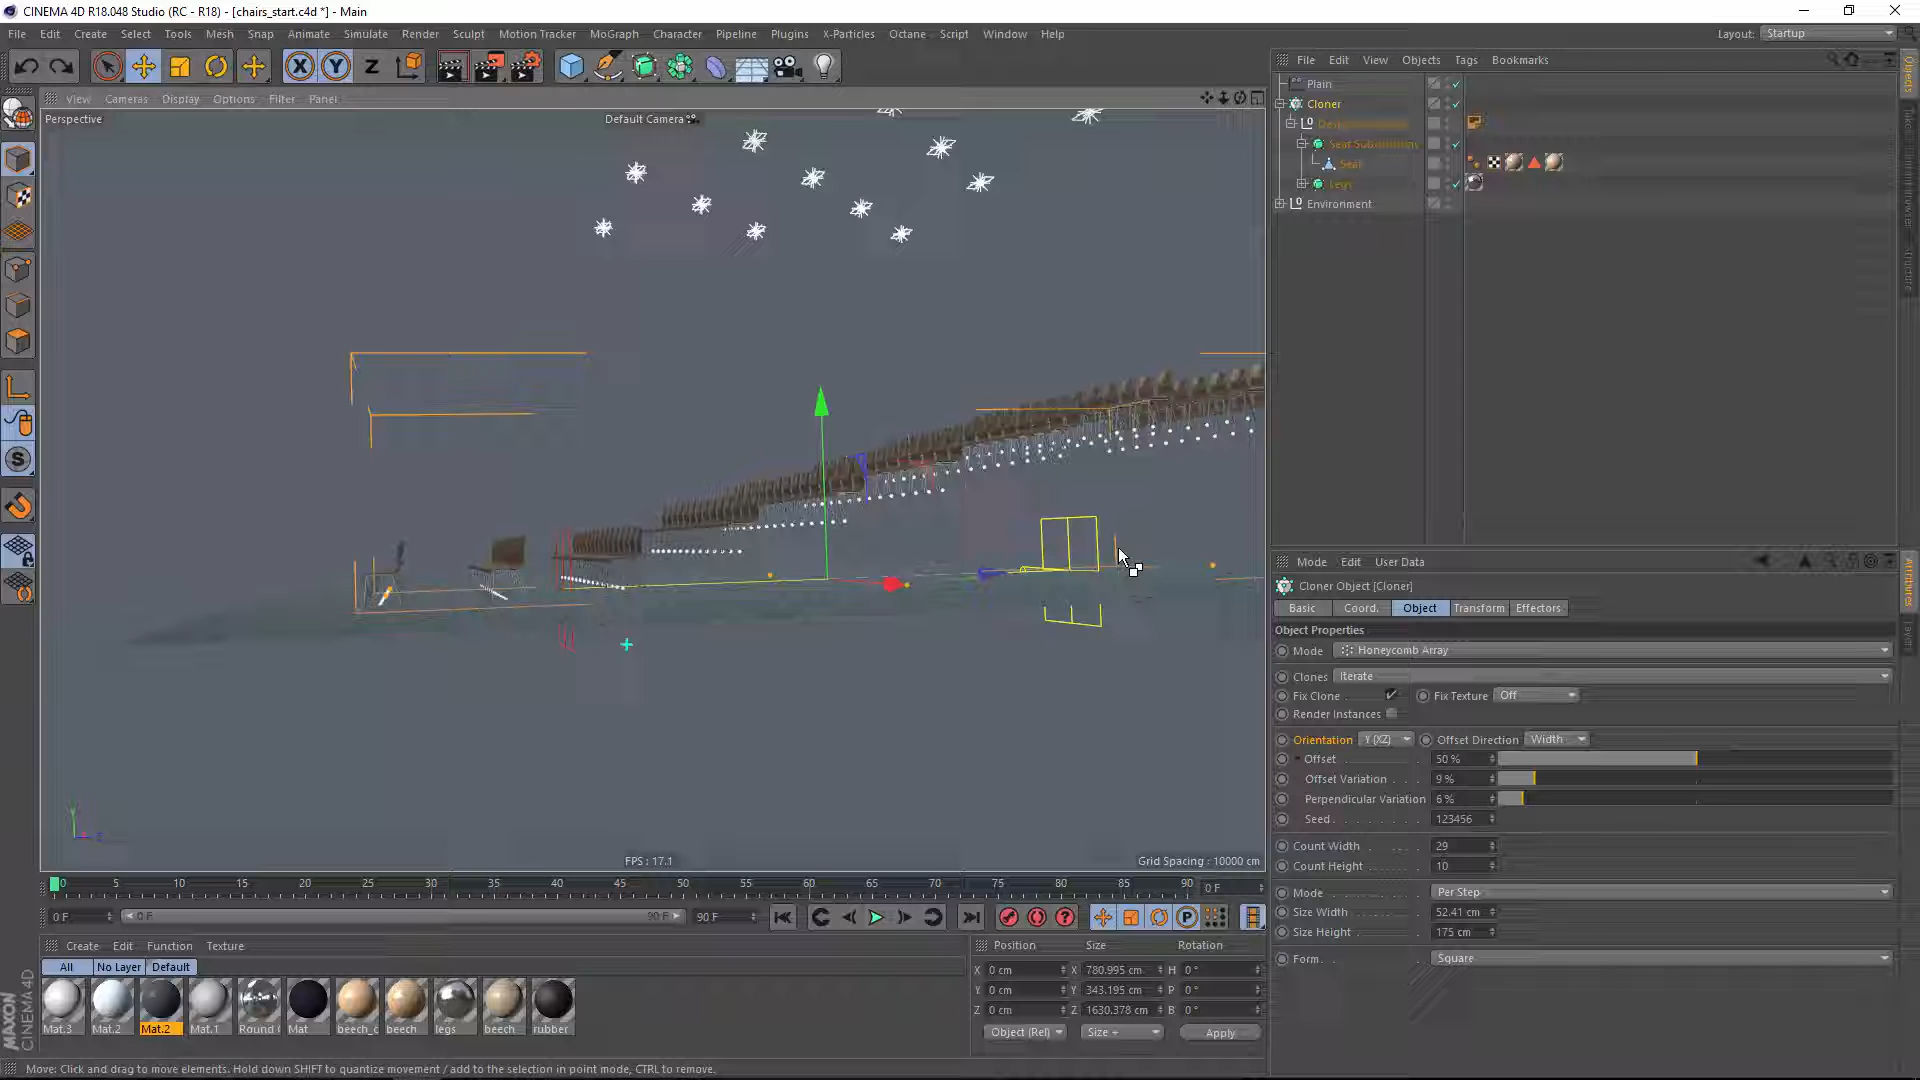 CINEMA 4D R18.048 Studio (RC - R18) - [chairs_start.c4d *] - Main
File Edit Create Select Tools Mesh Snap Animate Simulate Render Sculpt Motion Tracker MoGraph Character Pipeline Plugins X-Particles Octane Script Window Help
Layout: Startup
View Cameras Display Options Filter Panel
Perspective
Default Camera
File Edit View Objects Tags Bookmarks
Plain
Cloner
Seat
Legs
Environment
Objects
Mode Edit User Data
Cloner Object [Cloner]
Basic Coord. Object Transform Effectors
Object Properties
Mode Honeycomb Array
Clones Iterate
Fix Clone Fix Texture Off
Render Instances
Orientation Y (XZ) Offset Direction Width
Offset 50 %
Offset Variation 9 %
Perpendicular Variation 6 %
Seed 123456
Count Width 29
Count Height 10
Mode Per Step
Size Width 52.41 cm
Size Height 175 cm
Form Square
Attributes
Layers
FPS : 17.1
Grid Spacing : 10000 cm
0 5 10 15 20 25 30 35 40 45 50 55 60 65 70 75 80 85 90 0 F
0 F 0 F 90 F 90 F
Create Edit Function Texture
All No Layer Default
Mat.3 Mat.2 Mat.2 Mat.1 Round Mat beech_c beech legs beech rubber
Position Size Rotation
X 0 cm X 780.995 cm H 0 °
Y 0 cm Y 343.195 cm P 0 °
Z 0 cm Z 1630.378 cm B 0 °
Object (Rel) Size + Apply
MAXON CINEMA 4D
Move: Click and drag to move elements. Hold down SHIFT to quantize movement / add to the selection in point mode, CTRL to remove.